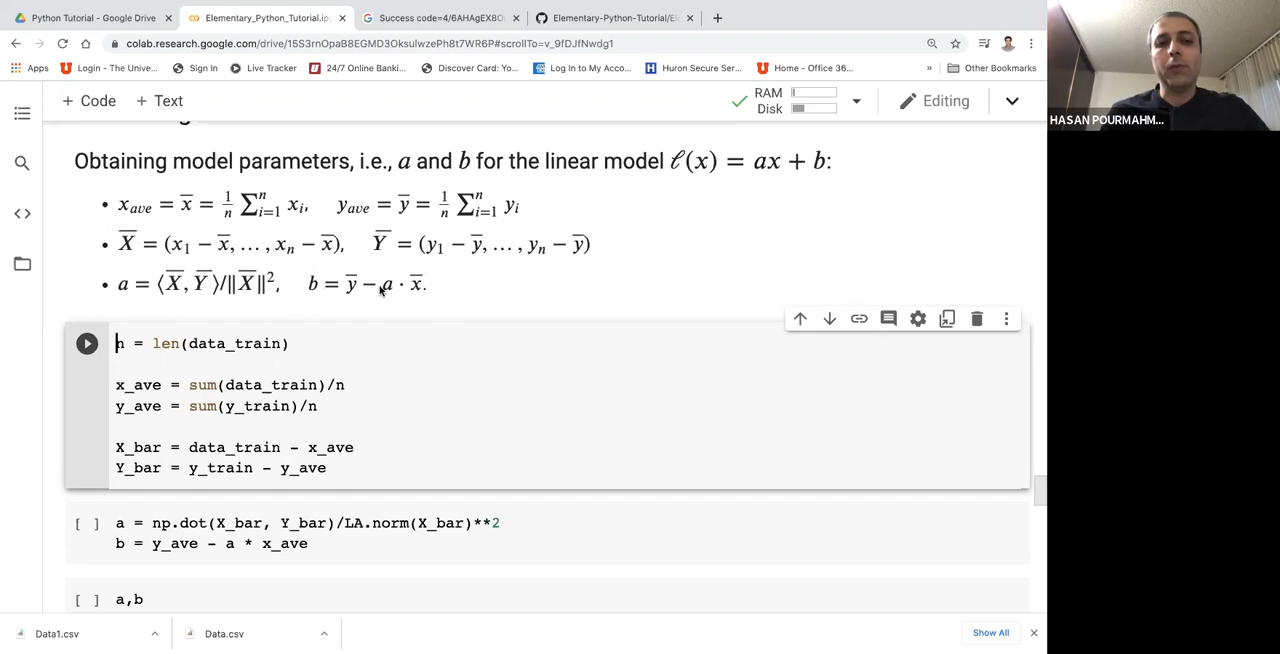 Python Tutorial - Google Drive
Elementary_Python_Tutorial.ip
Success code=4/6AHAgEX8O
Elementary-Python-Tutorial/El
colab.research.google.com/drive/15S3rnOpaB8EGMD3OksulwzePh8t7WR6P#scrollTo=v_9fDJfNwdg1
Apps
Login - The Unive...
Sign In
Live Tracker
24/7 Online Banki...
Discover Card: Yo...
Log In to My Acco...
Huron Secure Ser...
Home - Office 36...
»
Other Bookmarks
+ Code
+ Text
RAM
Disk
Editing
HASAN POURMAHM...
Obtaining model parameters, i.e., a and b for the linear model ℓ(x) = ax + b:
• x_ave = x̄ = 1/n ∑_{i=1}^n x_i, y_ave = ȳ = 1/n ∑_{i=1}^n y_i
• X̄ = (x_1 − x̄, … , x_n − x̄), Ȳ = (y_1 − ȳ, … , y_n − ȳ)
• a = ⟨X̄, Ȳ⟩/‖X̄‖², b = ȳ − a · x̄.
n = len(data_train)
x_ave = sum(data_train)/n
y_ave = sum(y_train)/n
X_bar = data_train - x_ave
Y_bar = y_train - y_ave
[ ] a = np.dot(X_bar, Y_bar)/LA.norm(X_bar)**2
b = y_ave - a * x_ave
[ ] a,b
Data1.csv
Data.csv
Show All